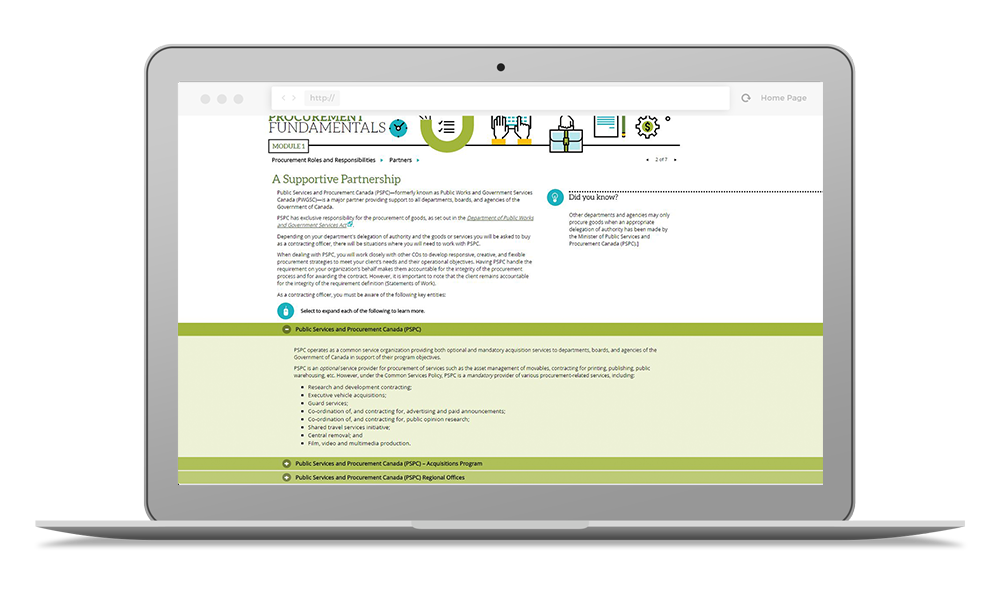 http://
Home Page
PROCUREMENT
FUNDAMENTALS
MODULE 1
Procurement Roles and Responsibilities
Partners
2 of 7
A Supportive Partnership
Public Services and Procurement Canada (PSPC)—formerly known as Public Works and Government Services
Canada (PWGSC)—is a major partner providing support to all departments, boards, and agencies of the
Government of Canada.
PSPC has exclusive responsibility for the procurement of goods, as set out in the Department of Public Works
and Government Services Act.
Depending on your department's delegation of authority and the goods or services you will be asked to buy
as a contracting officer, there will be situations where you will need to work with PSPC.
When dealing with PSPC, you will work closely with other COs to develop responsive, creative, and flexible
procurement strategies to meet your client's needs and their operational objectives. Having PSPC handle the
requirement on your organization's behalf makes them accountable for the integrity of the procurement
process and for awarding the contract. However, it is important to note that the client remains accountable
for the integrity of the requirement definition (Statements of Work).
As a contracting officer, you must be aware of the following key entities:
Did you know?
Other departments and agencies may only
procure goods when an appropriate
delegation of authority has been made by
the Minister of Public Services and
Procurement Canada (PSPC).]
Select to expand each of the following to learn more.
Public Services and Procurement Canada (PSPC)
PSPC operates as a common service organization providing both optional and mandatory acquisition services to departments, boards, and agencies of the
Government of Canada in support of their program objectives.
PSPC is an optional service provider for procurement of services such as the asset management of movables, contracting for printing, publishing, public
warehousing, etc. However, under the Common Services Policy, PSPC is a mandatory provider of various procurement-related services, including:
• Research and development contracting;
• Executive vehicle acquisitions;
• Guard services;
• Co-ordination of, and contracting for, advertising and paid announcements;
• Co-ordination of, and contracting for, public opinion research;
• Shared travel services initiative;
• Central removal; and
• Film, video and multimedia production.
Public Services and Procurement Canada (PSPC) – Acquisitions Program
Public Services and Procurement Canada (PSPC) Regional Offices